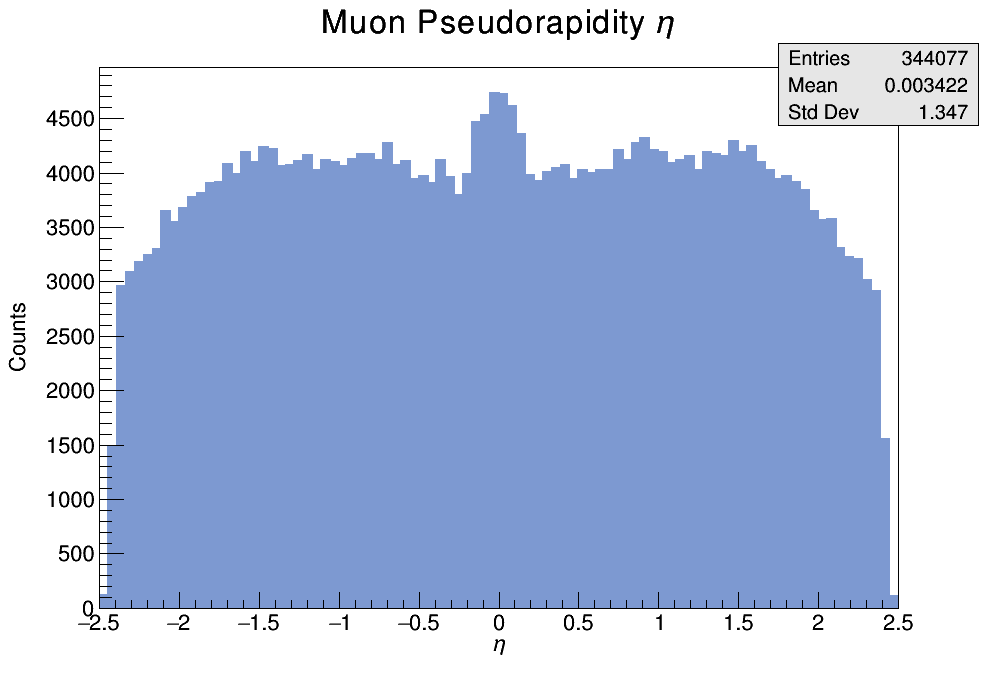 Muon Pseudorapidity η
Entries 344077
Mean 0.003422
Std Dev 1.347
4500
4000
3500
3000
2500
2000
1500
1000
500
0
Counts
−2.5 −2 −1.5 −1 −0.5 0 0.5 1 1.5 2 2.5
η